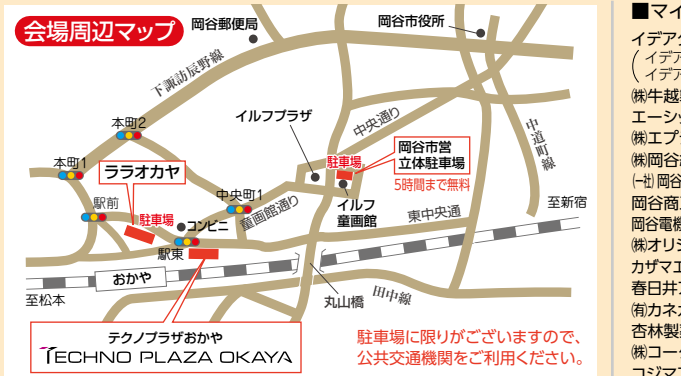 会場周辺マップ
岡谷郵便局
岡谷市役所
下諏訪辰野線
本町2
イルフプラザ
中央通り
中道町線
本町1
ララオカヤ
駐車場
岡谷市営
立体駐車場
5時間まで無料
駅前
中央町1
童画館通り
イルフ
童画館
東中央通
至新宿
駐車場
コンビニ
駅東
おかや
至松本
丸山橋
田中線
テクノプラザおかや
TECHNO PLAZA OKAYA
駐車場に限りがございますので、
公共交通機関をご利用ください。
■マイ
イデアク
イデア
イデア
㈱牛越
エーシッ
㈱エプ
㈱岡谷
(一社)岡谷
岡谷商
岡谷電機
㈱オリジ
カザマエ
春日井
㈲カネカ
杏林製
㈱コー
コジマ